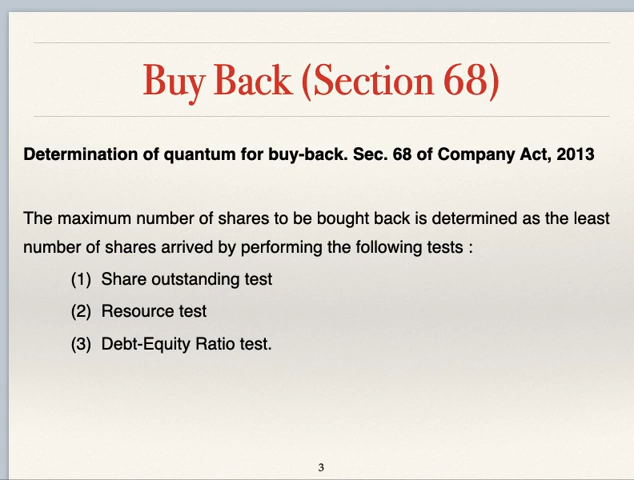 Buy Back (Section 68)
Determination of quantum for buy-back. Sec. 68 of Company Act, 2013
The maximum number of shares to be bought back is determined as the least
number of shares arrived by performing the following tests :
(1) Share outstanding test
(2) Resource test
(3) Debt-Equity Ratio test.
3